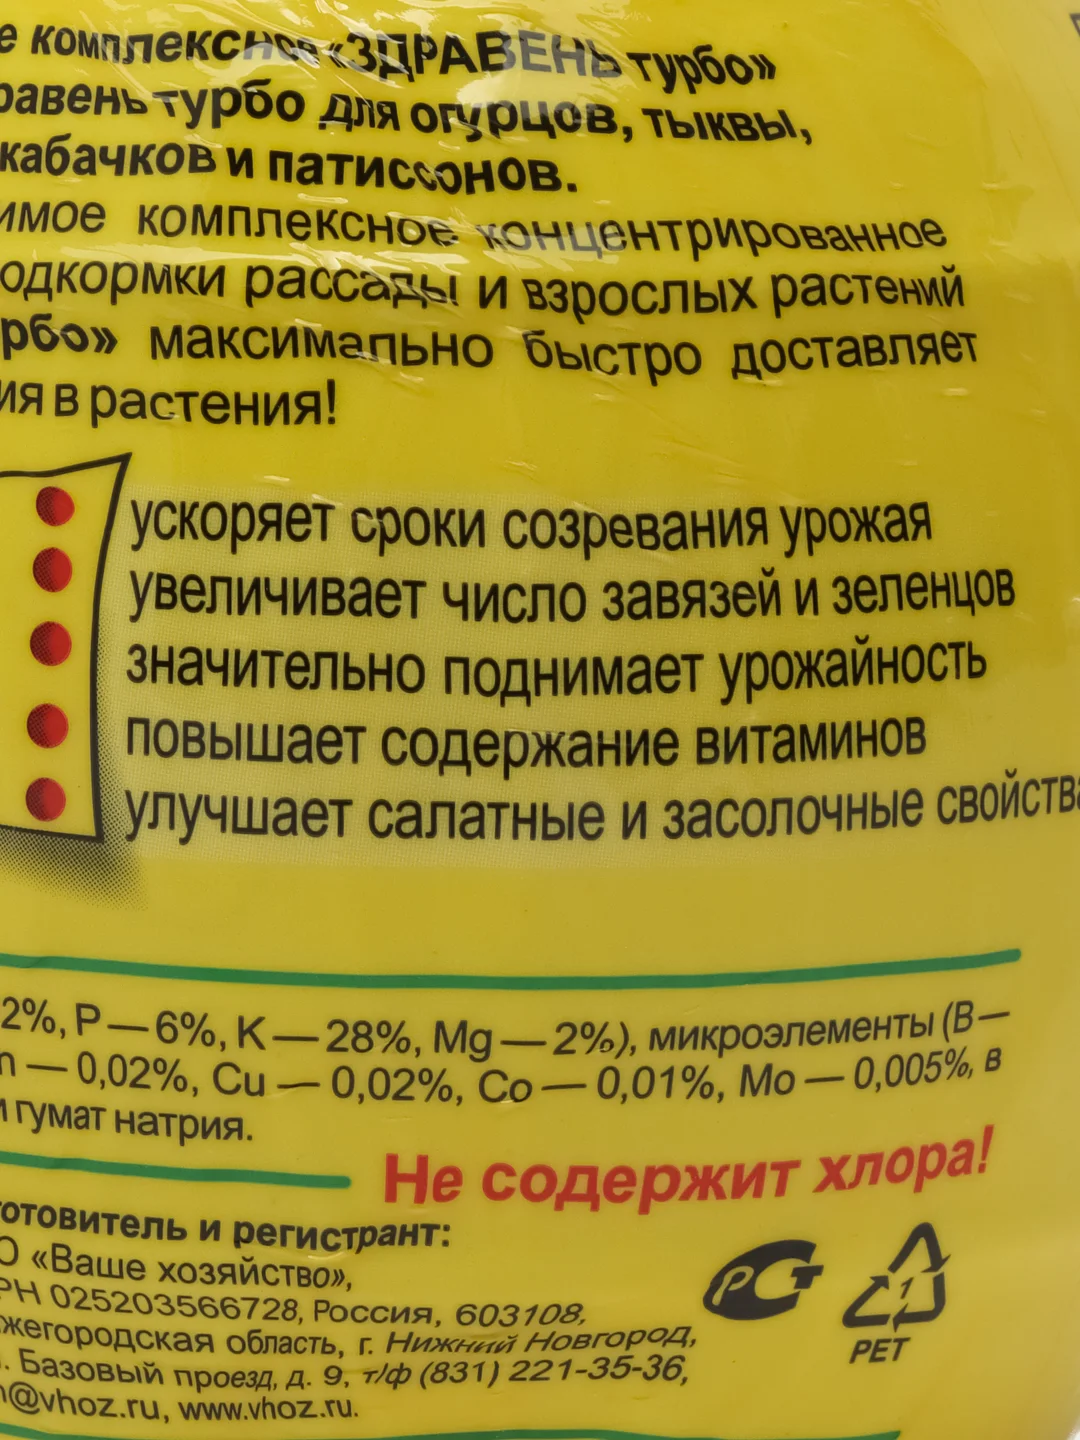 е комплексное «ЗДРАВЕНЬ турбо»
равень турбо для огурцов, тыквы,
кабачков и патиссонов.
имое комплексное концентрированное
одкормки рассады и взрослых растений
рбо» максимально быстро доставляет
ия в растения!
ускоряет сроки созревания урожая
увеличивает число завязей и зеленцов
значительно поднимает урожайность
повышает содержание витаминов
улучшает салатные и засолочные свойства
2%, P — 6%, K — 28%, Mg — 2%), микроэлементы (B —
n — 0,02%, Cu — 0,02%, Co — 0,01%, Mo — 0,005%, в
и гумат натрия.
Не содержит хлора!
отовитель и регистрант:
О «Ваше хозяйство»,
РН 025203566728, Россия, 603108,
жегородская область, г. Нижний Новгород,
. Базовый проезд, д. 9, т/ф (831) 221-35-36,
@vhoz.ru, www.vhoz.ru.
РСТ
1
PET